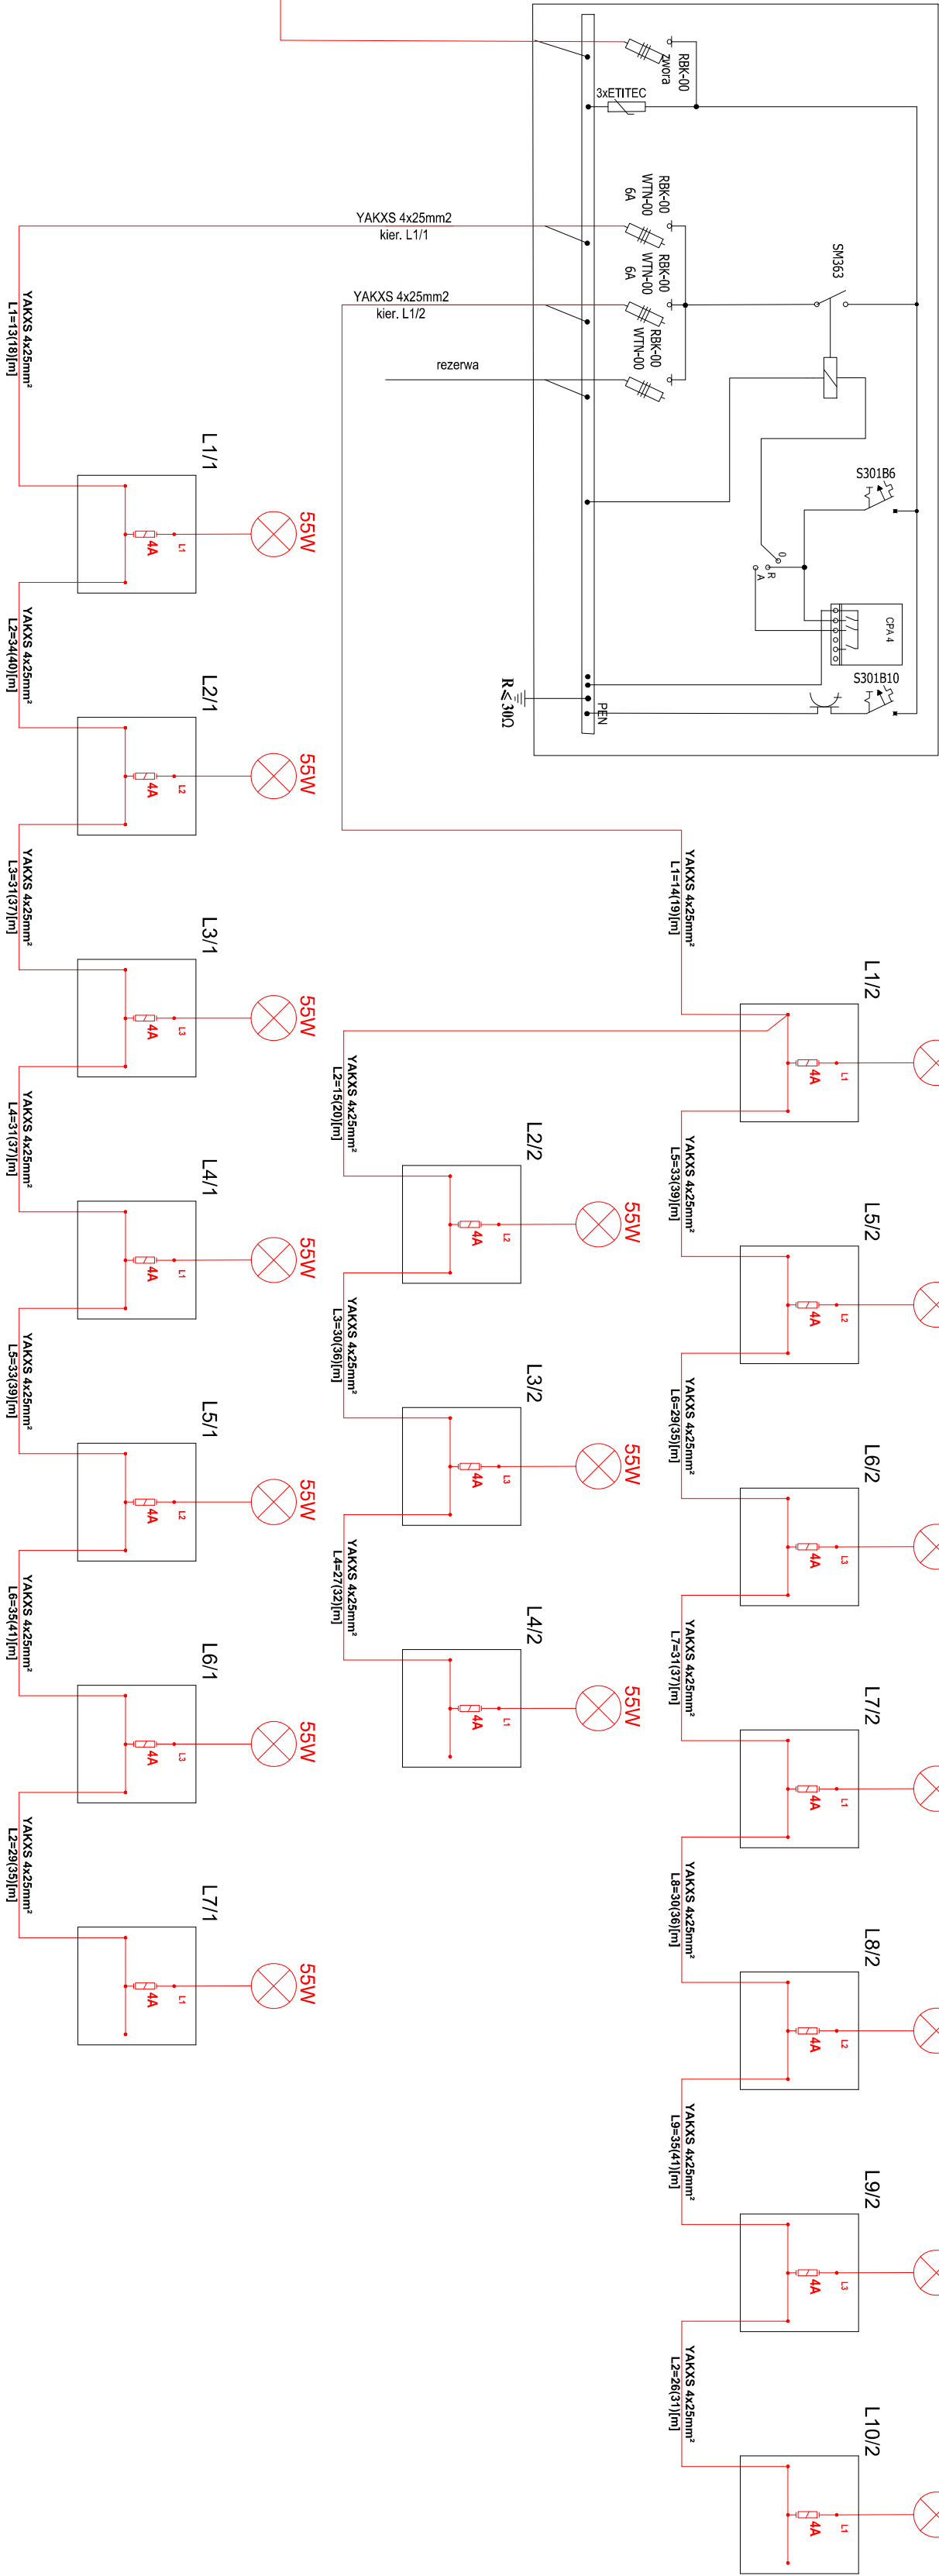 RBK-00
zwora
3xETITEC
RBK-00
WTN-00
6A
RBK-00
WTN-00
6A
RBK-00
WTN-00
SM363
S301B6
0
R
A
CPA 4
S301B10
PEN
R≤30Ω
YAKXS 4x25mm2
kier. L1/1
YAKXS 4x25mm2
kier. L1/2
rezerwa
YAKXS 4x25mm²
L1=13(18)[m]
L1/1
55W
L1
4A
YAKXS 4x25mm²
L2=34(40)[m]
L2/1
55W
L2
4A
YAKXS 4x25mm²
L3=31(37)[m]
L3/1
55W
L3
4A
YAKXS 4x25mm²
L4=31(37)[m]
L4/1
55W
L1
4A
YAKXS 4x25mm²
L5=33(39)[m]
L5/1
55W
L2
4A
YAKXS 4x25mm²
L6=35(41)[m]
L6/1
55W
L3
4A
YAKXS 4x25mm²
L2=29(35)[m]
L7/1
55W
L1
4A
YAKXS 4x25mm²
L1=14(19)[m]
L1/2
L1
4A
YAKXS 4x25mm²
L2=15(20)[m]
L2/2
55W
L2
4A
YAKXS 4x25mm²
L3=30(36)[m]
L3/2
55W
L3
4A
YAKXS 4x25mm²
L4=27(32)[m]
L4/2
55W
L1
4A
YAKXS 4x25mm²
L5=33(39)[m]
L5/2
L2
4A
YAKXS 4x25mm²
L6=29(35)[m]
L6/2
L3
4A
YAKXS 4x25mm²
L7=31(37)[m]
L7/2
L1
4A
YAKXS 4x25mm²
L8=30(36)[m]
L8/2
L2
4A
YAKXS 4x25mm²
L9=35(41)[m]
L9/2
L3
4A
YAKXS 4x25mm²
L2=26(31)[m]
L10/2
L1
4A